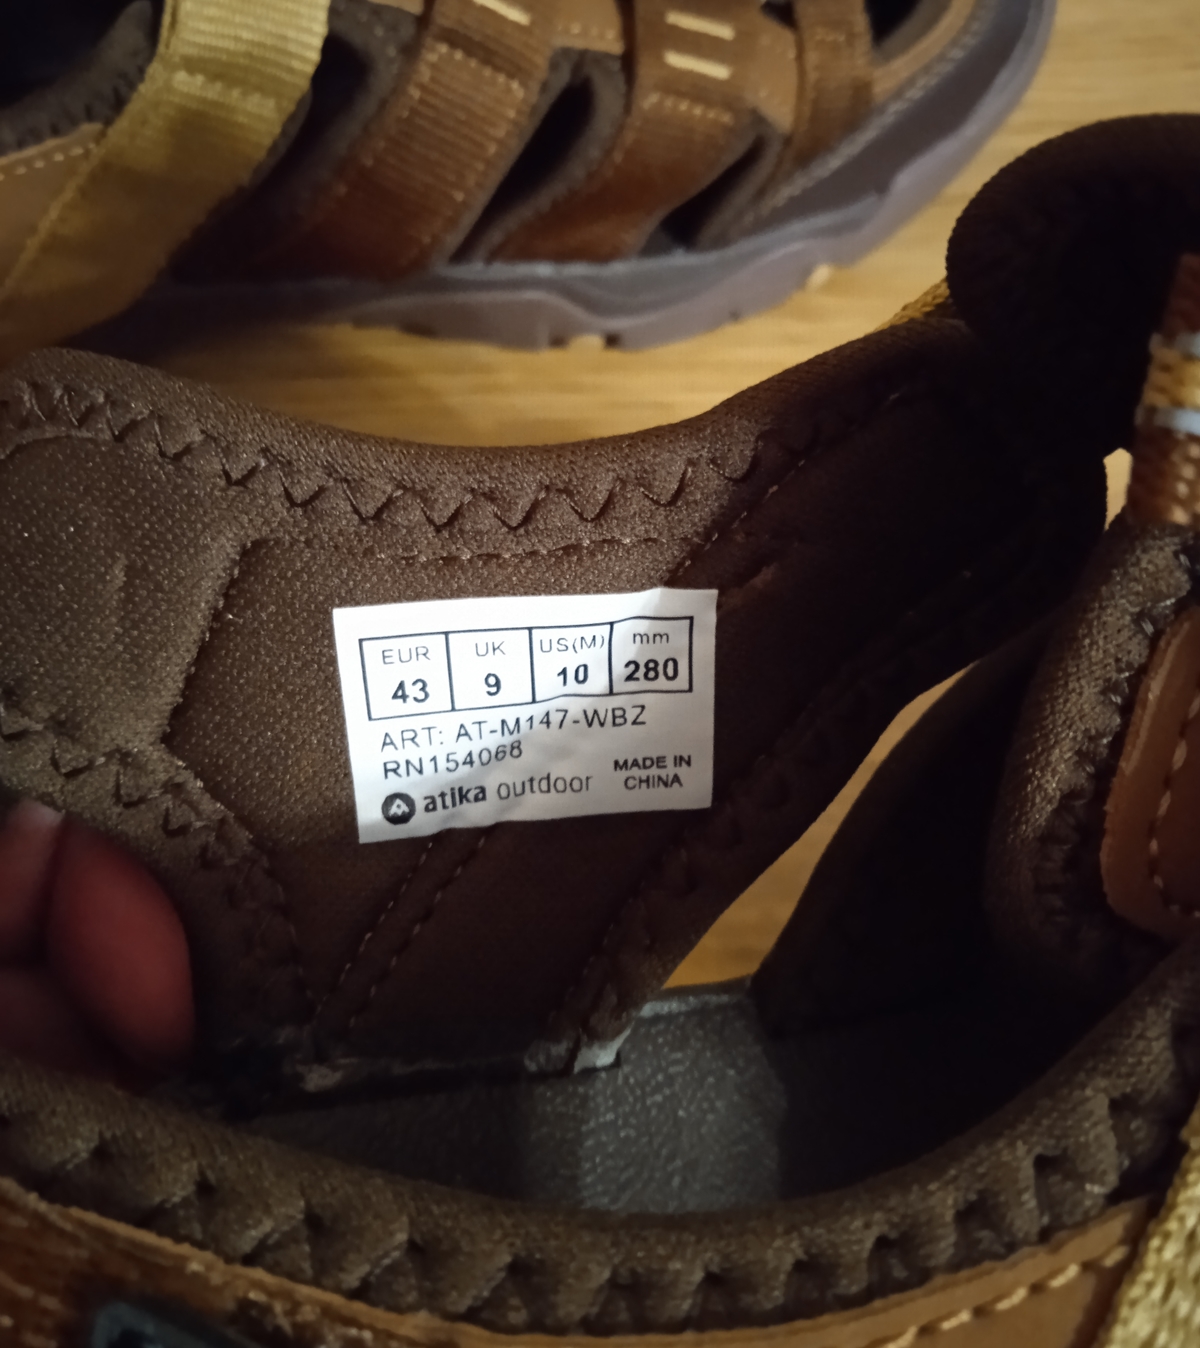 EUR UK US(M) mm
43 9 10 280
ART: AT-M147-WBZ
RN154068
MADE IN
CHINA
atika outdoor